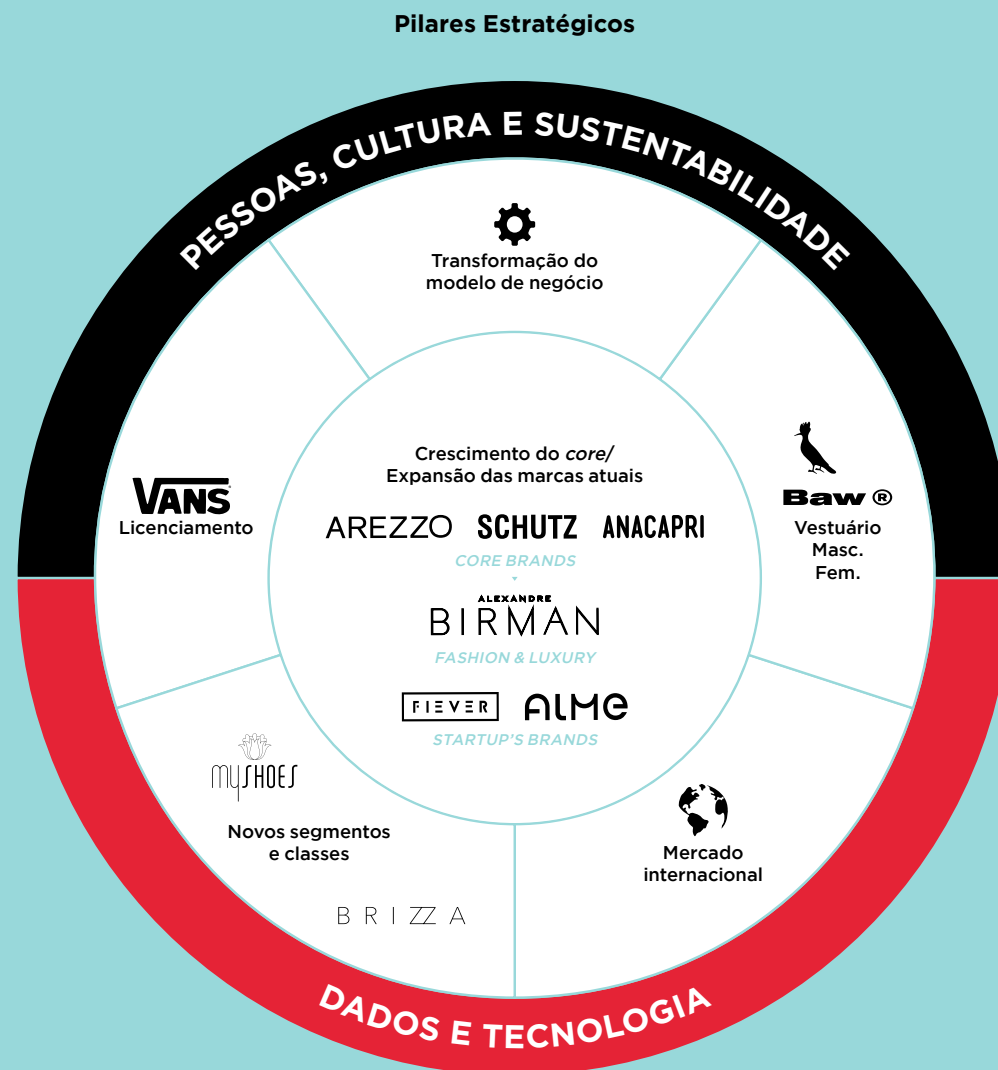 Pilares Estratégicos
PESSOAS, CULTURA E SUSTENTABILIDADE
Transformação do
modelo de negócio
VANS
Licenciamento
Crescimento do core/
Expansão das marcas atuais
AREZZO SCHUTZ ANACAPRI
CORE BRANDS
ALEXANDRE
BIRMAN
FASHION & LUXURY
FIEVER ALME
STARTUP'S BRANDS
Baw ®
Vestuário
Masc.
Fem.
MYSHOES
Novos segmentos
e classes
BRIZZA
Mercado
internacional
DADOS E TECNOLOGIA